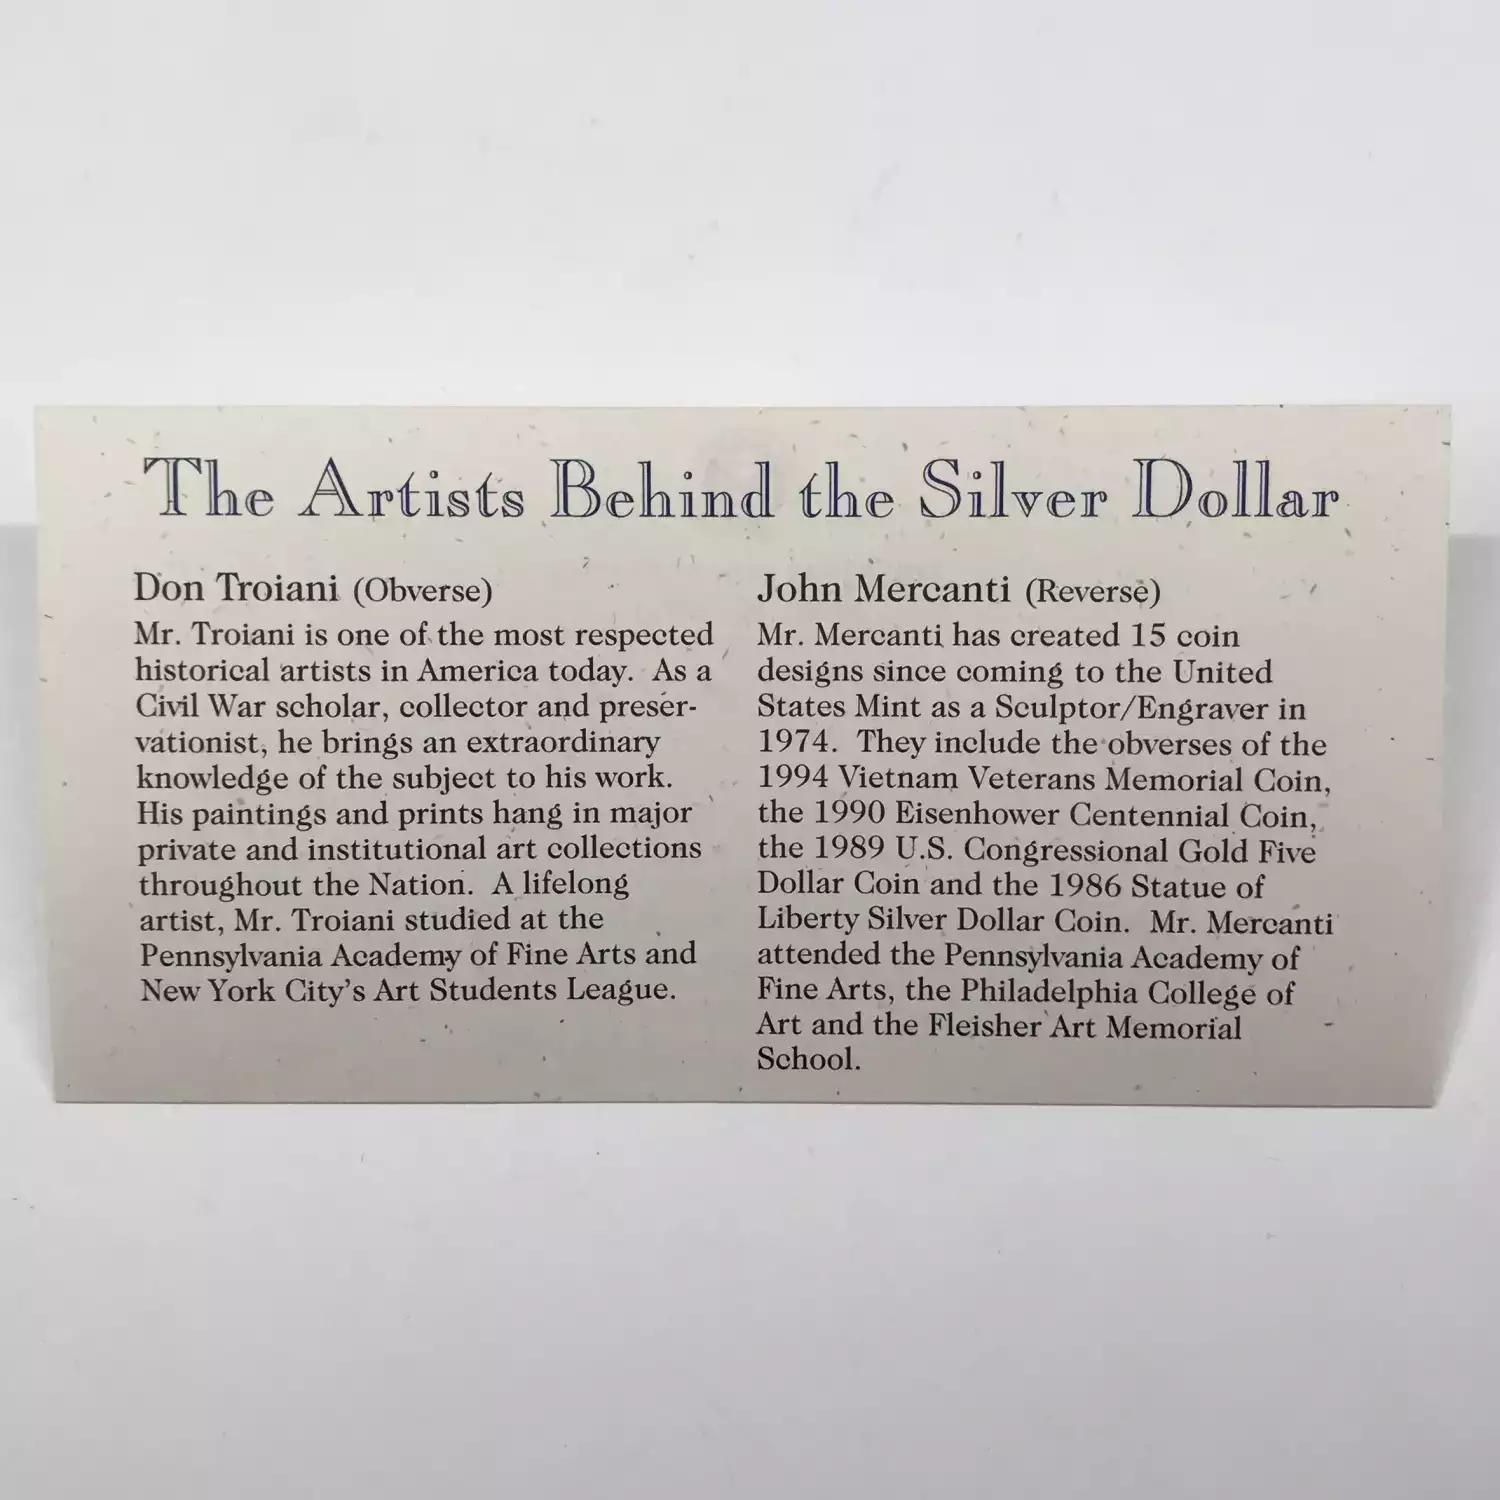 The Artists Behind the Silver Dollar
Don Troiani (Obverse)
Mr. Troiani is one of the most respected
historical artists in America today. As a
Civil War scholar, collector and preser-
vationist, he brings an extraordinary
knowledge of the subject to his work.
His paintings and prints hang in major
private and institutional art collections
throughout the Nation. A lifelong
artist, Mr. Troiani studied at the
Pennsylvania Academy of Fine Arts and
New York City's Art Students League.
John Mercanti (Reverse)
Mr. Mercanti has created 15 coin
designs since coming to the United
States Mint as a Sculptor/Engraver in
1974. They include the obverses of the
1994 Vietnam Veterans Memorial Coin,
the 1990 Eisenhower Centennial Coin,
the 1989 U.S. Congressional Gold Five
Dollar Coin and the 1986 Statue of
Liberty Silver Dollar Coin. Mr. Mercanti
attended the Pennsylvania Academy of
Fine Arts, the Philadelphia College of
Art and the Fleisher Art Memorial
School.